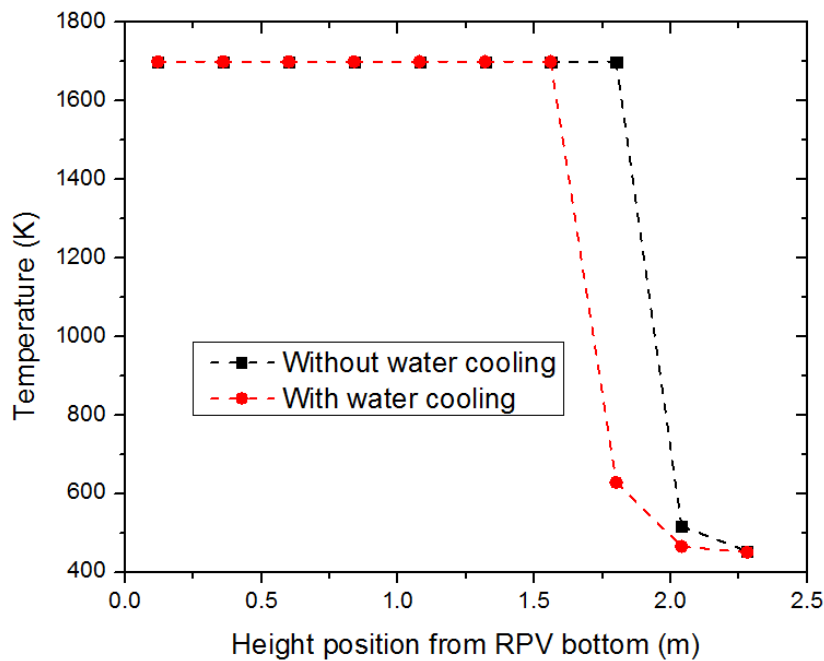 1800
1600
1400
1200
1000
800
600
400
Temperature (K)
Without water cooling
With water cooling
0.0 0.5 1.0 1.5 2.0 2.5
Height position from RPV bottom (m)